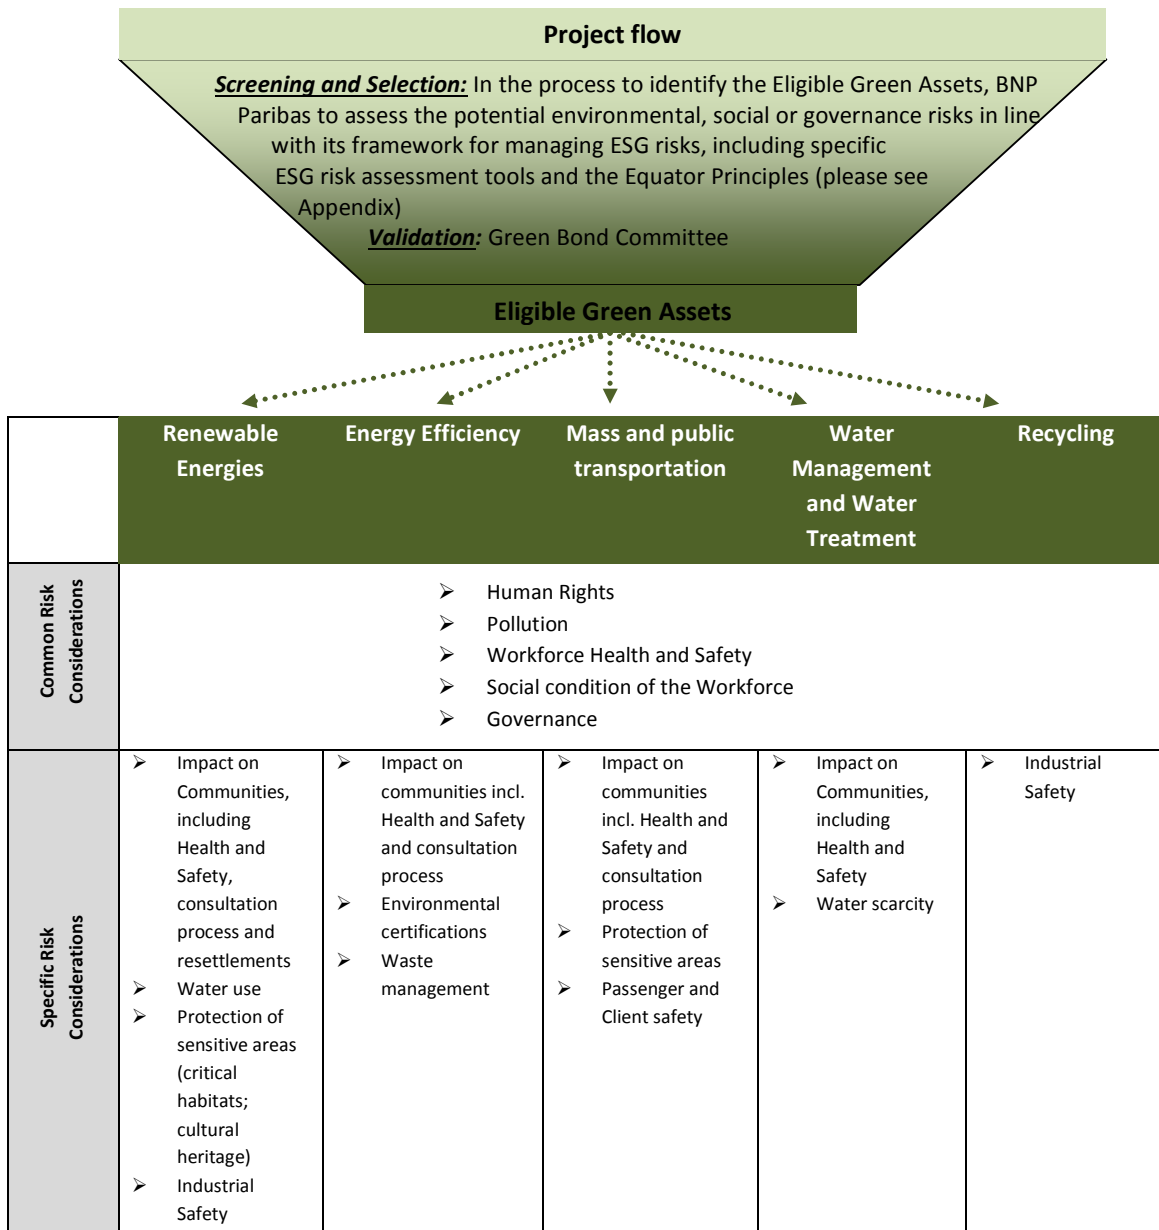 Project flow
Screening and Selection: In the process to identify the Eligible Green Assets, BNP
Paribas to assess the potential environmental, social or governance risks in line
with its framework for managing ESG risks, including specific
ESG risk assessment tools and the Equator Principles (please see
Appendix)
Validation: Green Bond Committee
Eligible Green Assets
Renewable
Energies
Energy Efficiency
Mass and public
transportation
Water
Management
and Water
Treatment
Recycling
Common Risk
Considerations
➢ Human Rights
➢ Pollution
➢ Workforce Health and Safety
➢ Social condition of the Workforce
➢ Governance
Specific Risk
Considerations
➢ Impact on
Communities,
including
Health and
Safety,
consultation
process and
resettlements
➢ Water use
➢ Protection of
sensitive areas
(critical
habitats;
cultural
heritage)
➢ Industrial
Safety
➢ Impact on
communities incl.
Health and Safety
and consultation
process
➢ Environmental
certifications
➢ Waste
management
➢ Impact on
communities
incl. Health and
Safety and
consultation
process
➢ Protection of
sensitive areas
➢ Passenger and
Client safety
➢ Impact on
Communities,
including
Health and
Safety
➢ Water scarcity
➢ Industrial
Safety